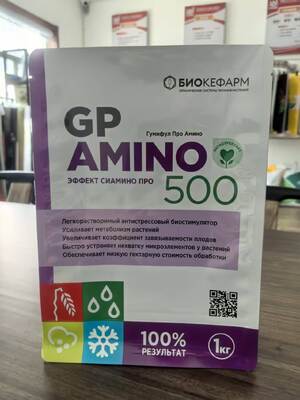 БИОКЕФАРМ
GP
Гумифул Про Амино
AMINO
ЭФФЕКТ СИАМИНО ПРО
500
Легкорастворимый антистрессовый биостимулятор
Усиливает метаболизм растений
Увеличивает коэффициент завязываемости плодов
Быстро устраняет нехватку микроэлементов у растений
Обеспечивает низкую гектарную стоимость обработки
100%
РЕЗУЛЬТАТ
1кг